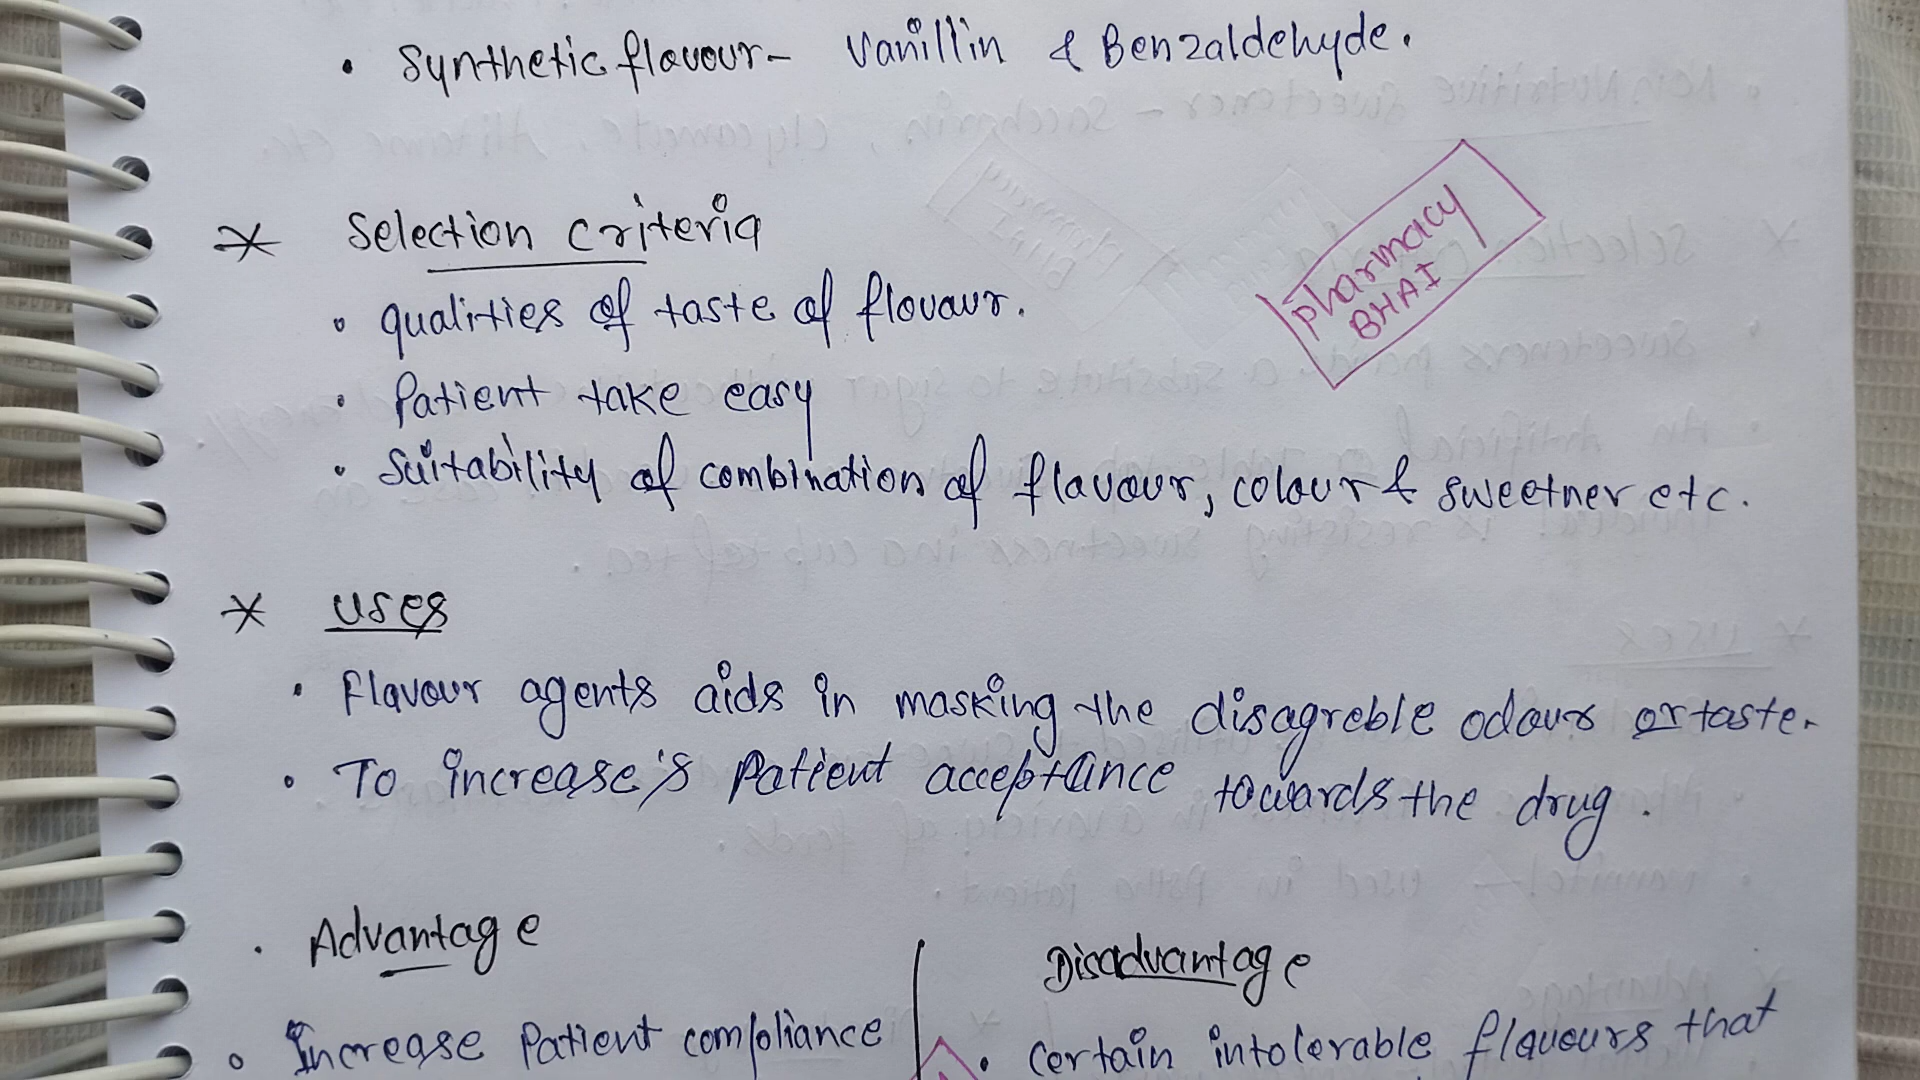 • Synthetic flavour- Vanillin & Benzaldehyde.
* Selection criteria
• qualities of taste of flovaur.
• Patient take easy
• Suitability of combination of flavour, colour & sweetner etc.
pharmacy
BHAI
* uses
• Flavour agents aids in masking the disagreble odours or taste.
• To increase's Patient acceptance towards the drug.
• Advantage
• Increase Patient compliance
Disadvantage
• Certain intolerable flavours that